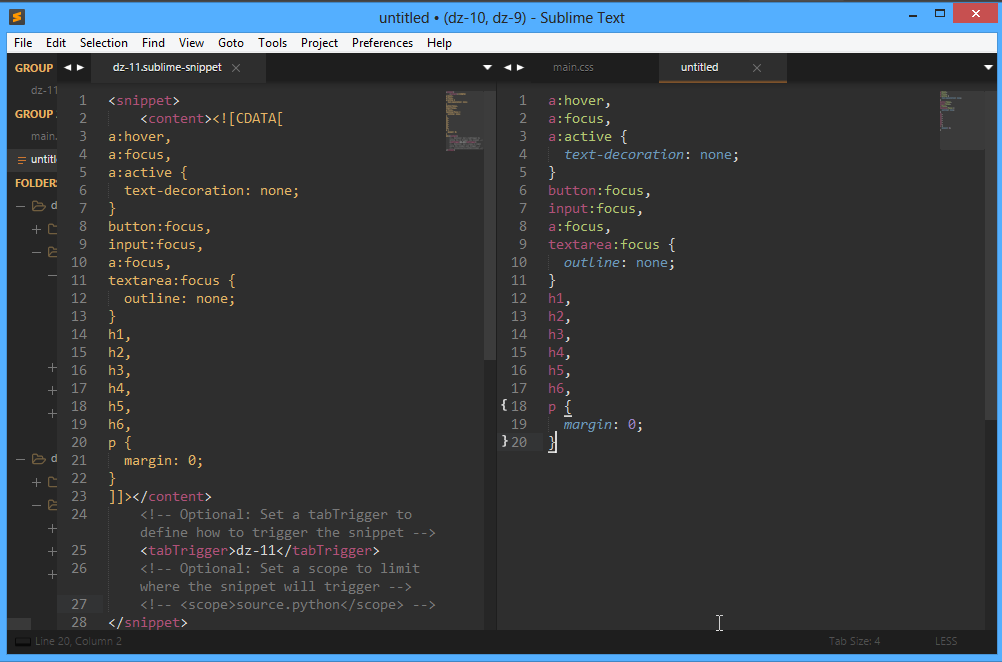 untitled • (dz-10, dz-9) - Sublime Text
File Edit Selection Find View Goto Tools Project Preferences Help
GROUP
dz-11
GROUP
main.
untitl
FOLDERS
d
d
dz-11.sublime-snippet
1 <snippet>
2 <content><![CDATA[
3 a:hover,
4 a:focus,
5 a:active {
6 text-decoration: none;
7 }
8 button:focus,
9 input:focus,
10 a:focus,
11 textarea:focus {
12 outline: none;
13 }
14 h1,
15 h2,
16 h3,
17 h4,
18 h5,
19 h6,
20 p {
21 margin: 0;
22 }
23 ]]></content>
24 <!-- Optional: Set a tabTrigger to
define how to trigger the snippet -->
25 <tabTrigger>dz-11</tabTrigger>
26 <!-- Optional: Set a scope to limit
where the snippet will trigger -->
27 <!-- <scope>source.python</scope> -->
28 </snippet>
main.css untitled
1 a:hover,
2 a:focus,
3 a:active {
4 text-decoration: none;
5 }
6 button:focus,
7 input:focus,
8 a:focus,
9 textarea:focus {
10 outline: none;
11 }
12 h1,
13 h2,
14 h3,
15 h4,
16 h5,
17 h6,
{ 18 p {
19 margin: 0;
} 20 }
Line 20, Column 2
Tab Size: 4
LESS